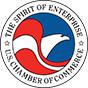 THE SPIRIT OF ENTERPRISE
U.S. CHAMBER OF COMMERCE